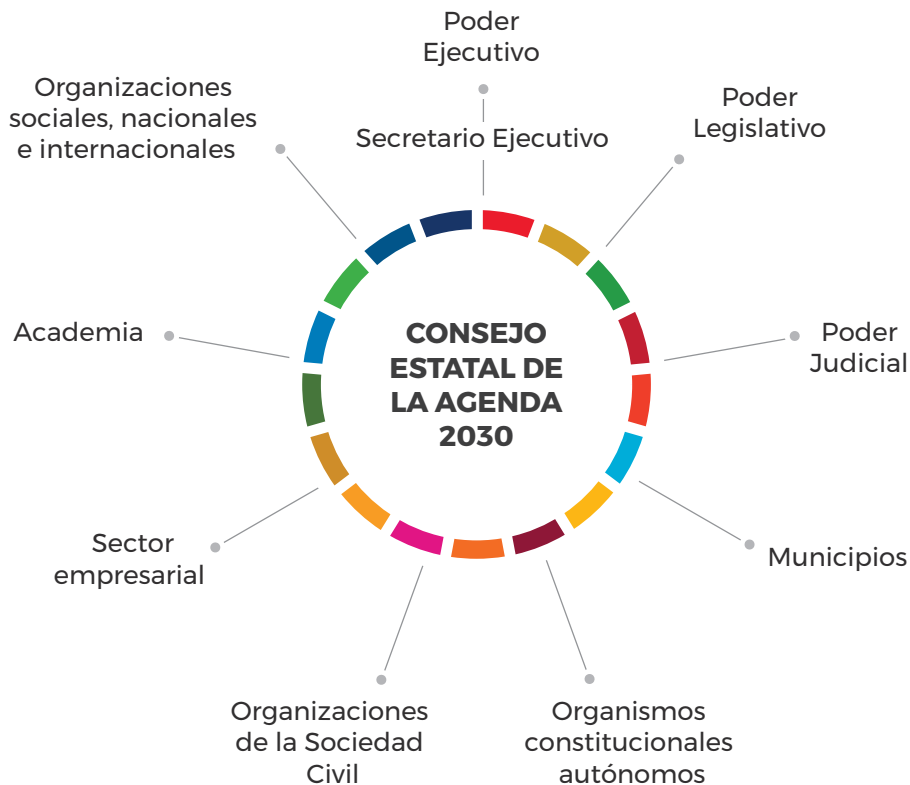 Poder
Ejecutivo
Secretario Ejecutivo
Poder
Legislativo
Poder
Judicial
Municipios
Organismos
constitucionales
autónomos
Organizaciones
de la Sociedad
Civil
Sector
empresarial
Academia
Organizaciones
sociales, nacionales
e internacionales
CONSEJO
ESTATAL DE
LA AGENDA
2030